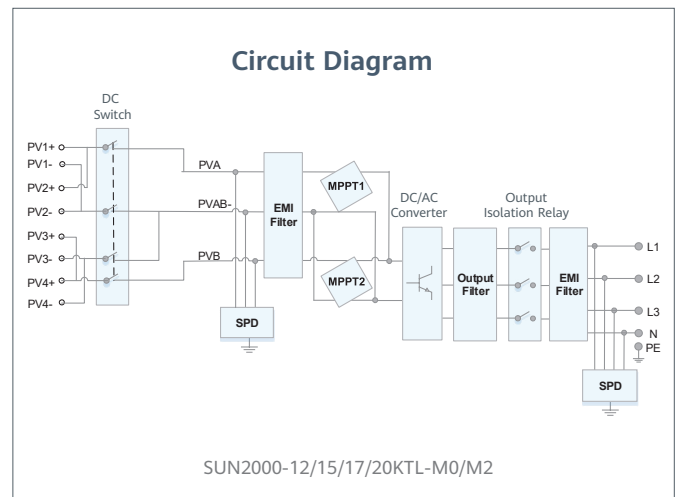 Circuit Diagram
DC
Switch
PV1+
PV1-
PV2+
PV2-
PV3+
PV3-
PV4+
PV4-
PVA
PVAB-
PVB
EMI
Filter
SPD
MPPT1
MPPT2
DC/AC
Converter
Output
Filter
Output
Isolation Relay
EMI
Filter
L1
L2
L3
N
PE
SPD
SUN2000-12/15/17/20KTL-M0/M2